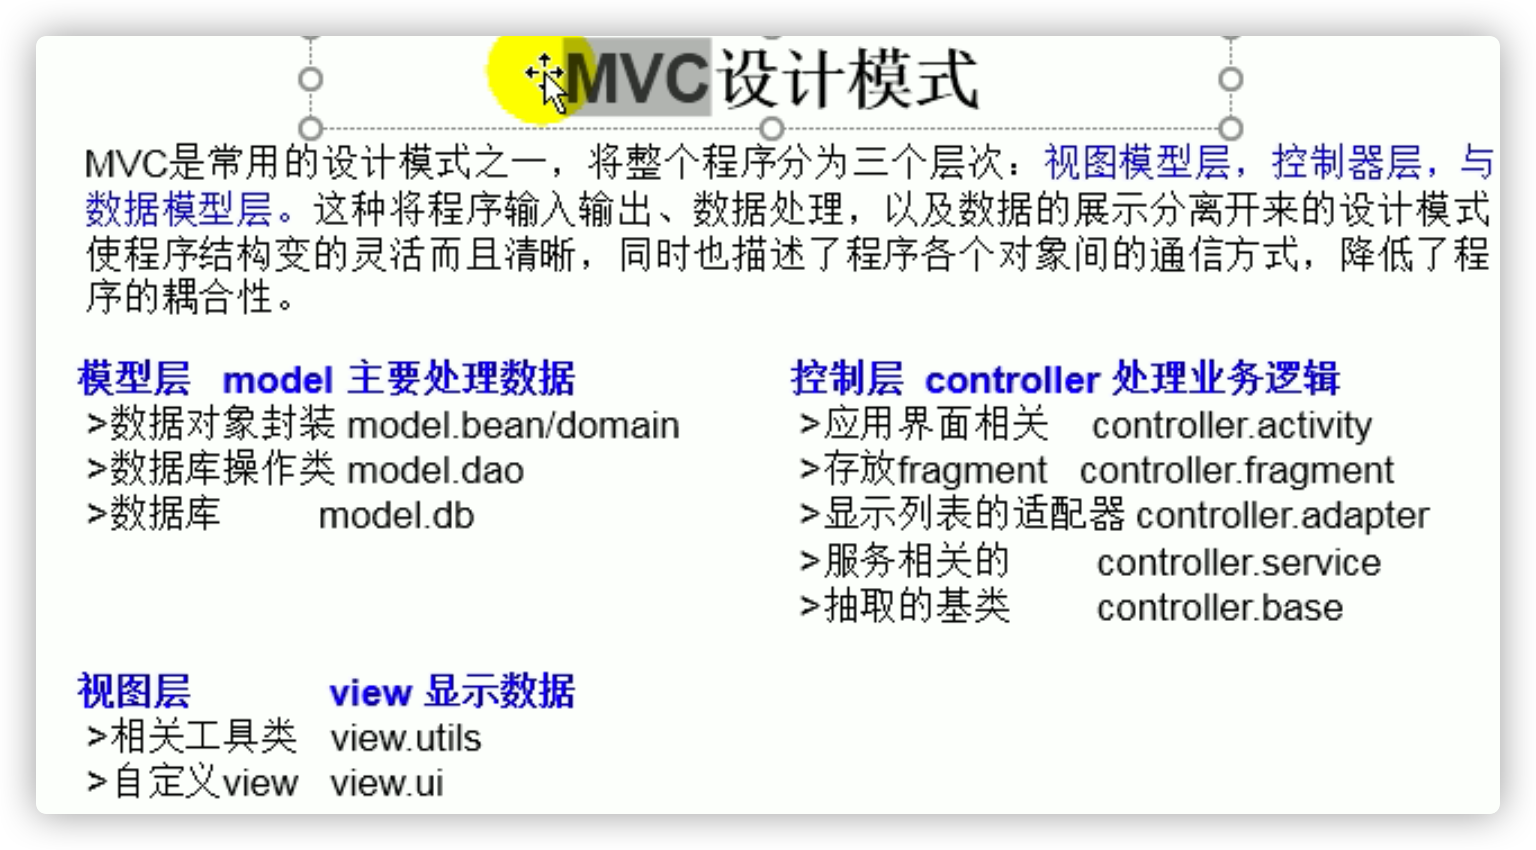 MVC设计模式
MVC是常用的设计模式之一，将整个程序分为三个层次：视图模型层，控制器层，与
数据模型层。这种将程序输入输出、数据处理，以及数据的展示分离开来的设计模式
使程序结构变的灵活而且清晰，同时也描述了程序各个对象间的通信方式，降低了程
序的耦合性。
模型层 model 主要处理数据
>数据对象封装 model.bean/domain
>数据库操作类 model.dao
>数据库 model.db
控制层 controller 处理业务逻辑
>应用界面相关 controller.activity
>存放fragment controller.fragment
>显示列表的适配器 controller.adapter
>服务相关的 controller.service
>抽取的基类 controller.base
视图层 view 显示数据
>相关工具类 view.utils
>自定义view view.ui